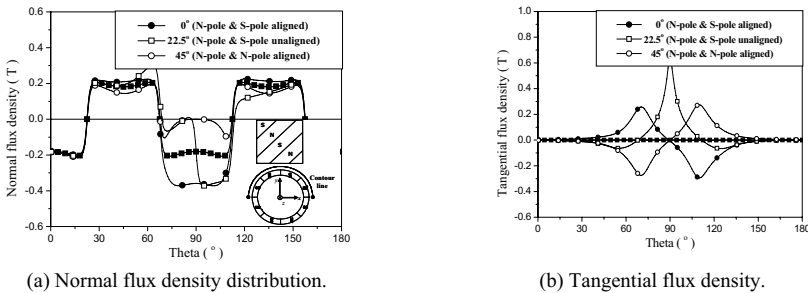 0.6
0.4
0.2
0.0
-0.2
-0.4
-0.6
0 30 60 90 120 150 180
Normal flux density ( T )
Theta ( ° )
0° (N-pole & S-pole aligned)
22.5° (N-pole & S-pole unaligned)
45° (N-pole & N-pole aligned)
S
N
S
N
Contour
line
y
z
x
(a) Normal flux density distribution.
1.0
0.8
0.6
0.4
0.2
0.0
-0.2
-0.4
-0.6
0 30 60 90 120 150 180
Tangential flux density ( T )
Theta ( ° )
0° (N-pole & S-pole aligned)
22.5° (N-pole & S-pole unaligned)
45° (N-pole & N-pole aligned)
(b) Tangential flux density.